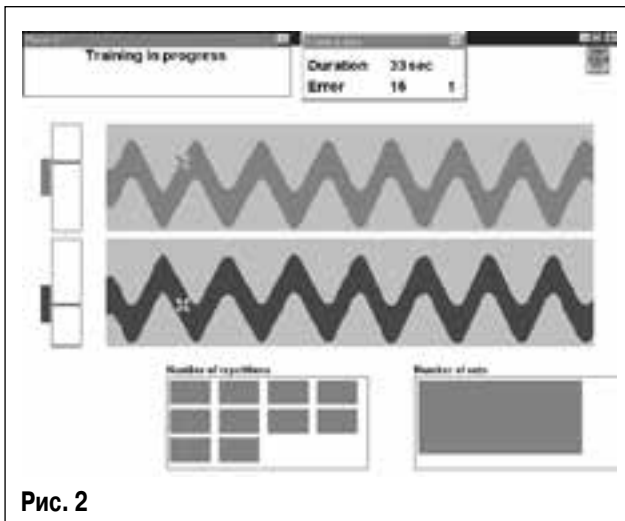 Training in progress
Duration 33 sec
Error 16 1
Number of repetitions
Number of sets
Рис. 2